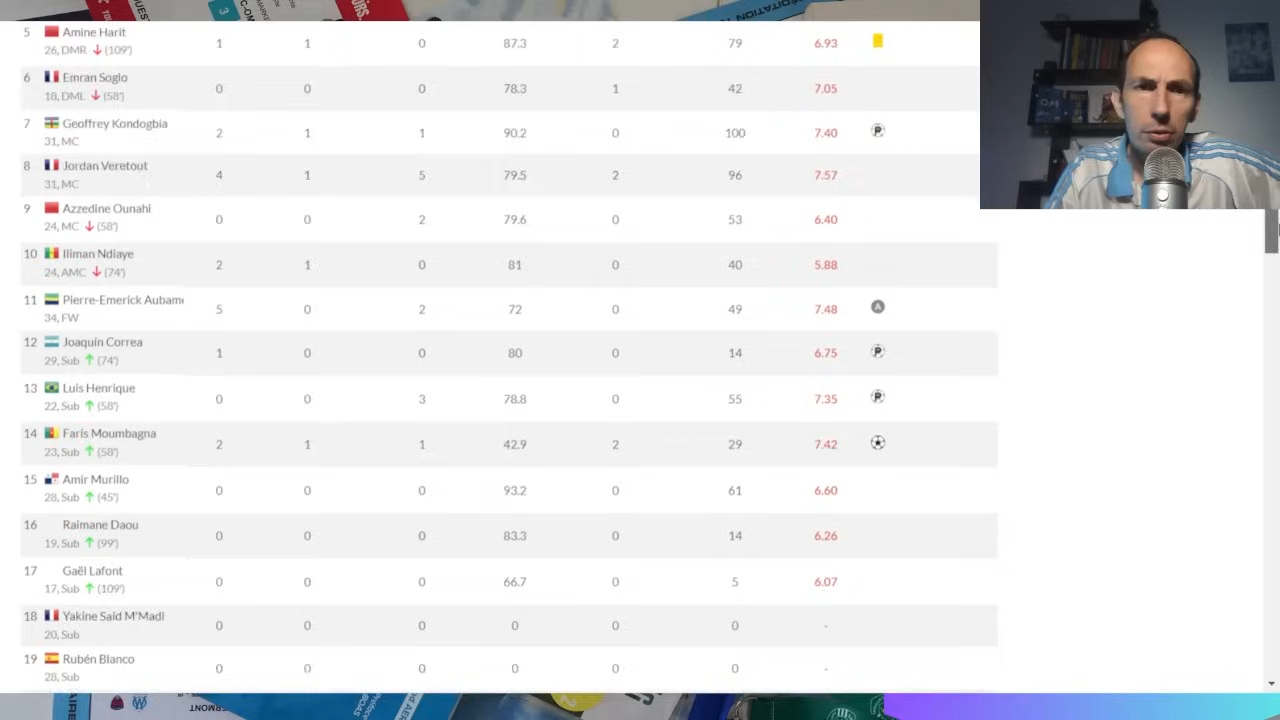 5 Amine Harit 1 1 0 87.3 2 79 6.93
26, DMR (109')
6 Emran Soglo 0 0 0 78.3 1 42 7.05
18, DML (58')
7 Geoffrey Kondogbia 2 1 1 90.2 0 100 7.40
31, MC
8 Jordan Veretout 4 1 5 79.5 2 96 7.57
31, MC
9 Azzedine Ounahi 0 0 2 79.6 0 53 6.40
24, MC (58')
10 Iliman Ndiaye 2 1 0 81 0 40 5.88
24, AMC (74')
11 Pierre-Emerick Aubam 5 0 2 72 0 49 7.48 A
34, FW
12 Joaquín Correa 1 0 0 80 0 14 6.75
29, Sub (74')
13 Luis Henrique 0 0 3 78.8 0 55 7.35
22, Sub (58')
14 Faris Moumbagna 2 1 1 42.9 2 29 7.42
23, Sub (58')
15 Amir Murillo 0 0 0 93.2 0 61 6.60
28, Sub (45')
16 Raimane Daou 0 0 0 83.3 0 14 6.26
19, Sub (99')
17 Gaël Lafont 0 0 0 66.7 0 5 6.07
17, Sub (109')
18 Yakine Saïd M'Madi 0 0 0 0 0 0 -
20, Sub
19 Rubén Blanco 0 0 0 0 0 0 -
28, Sub